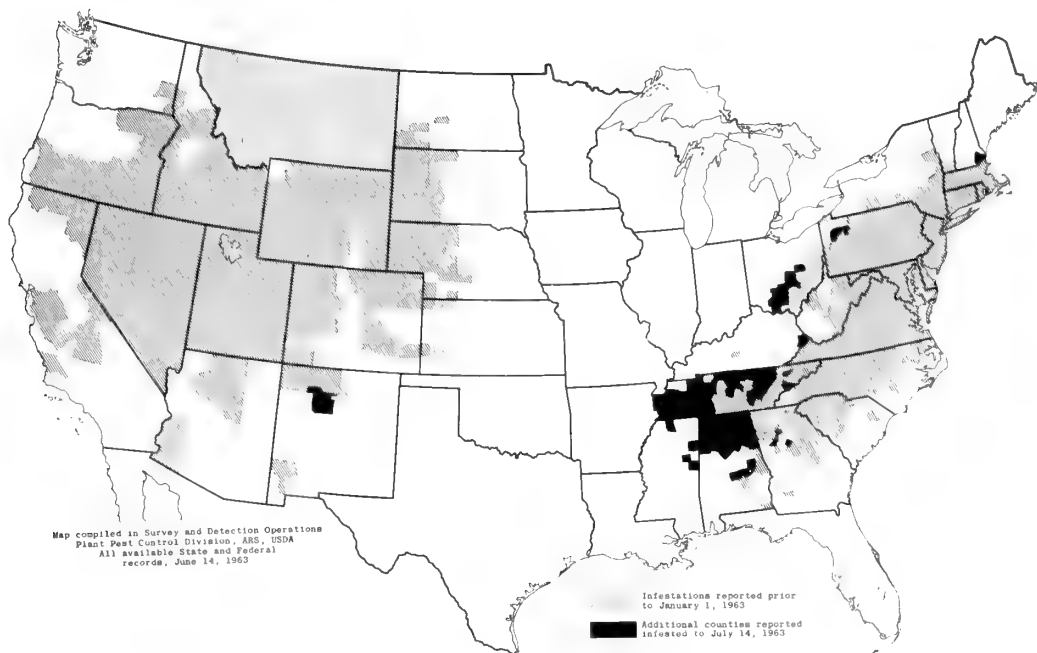 Map compiled in Survey and Detection Operations
Plant Pest Control Division, ARS, USDA
All available State and Federal
records, June 14, 1963
Infestations reported prior
to January 1, 1963
Additional counties reported
infested to July 14, 1963